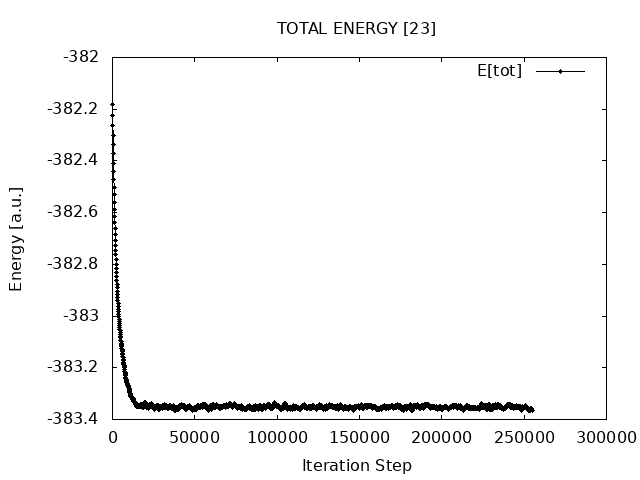 TOTAL ENERGY [23]
E[tot]
Energy [a.u.]
-382
-382.2
-382.4
-382.6
-382.8
-383
-383.2
-383.4
0 50000 100000 150000 200000 250000 300000
Iteration Step